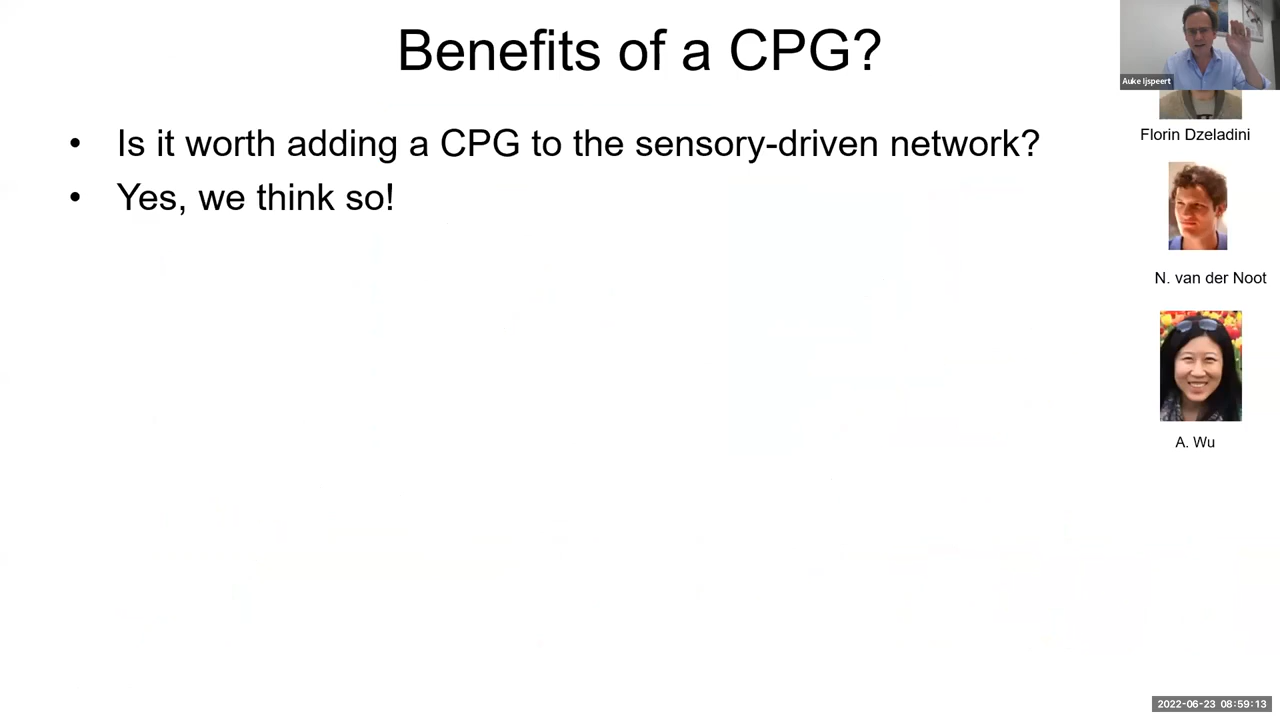 Benefits of a CPG?
• Is it worth adding a CPG to the sensory-driven network?
• Yes, we think so!
Auke Ijspeert
Florin Dzeladini
N. van der Noot
A. Wu
2022-06-23 08:59:13